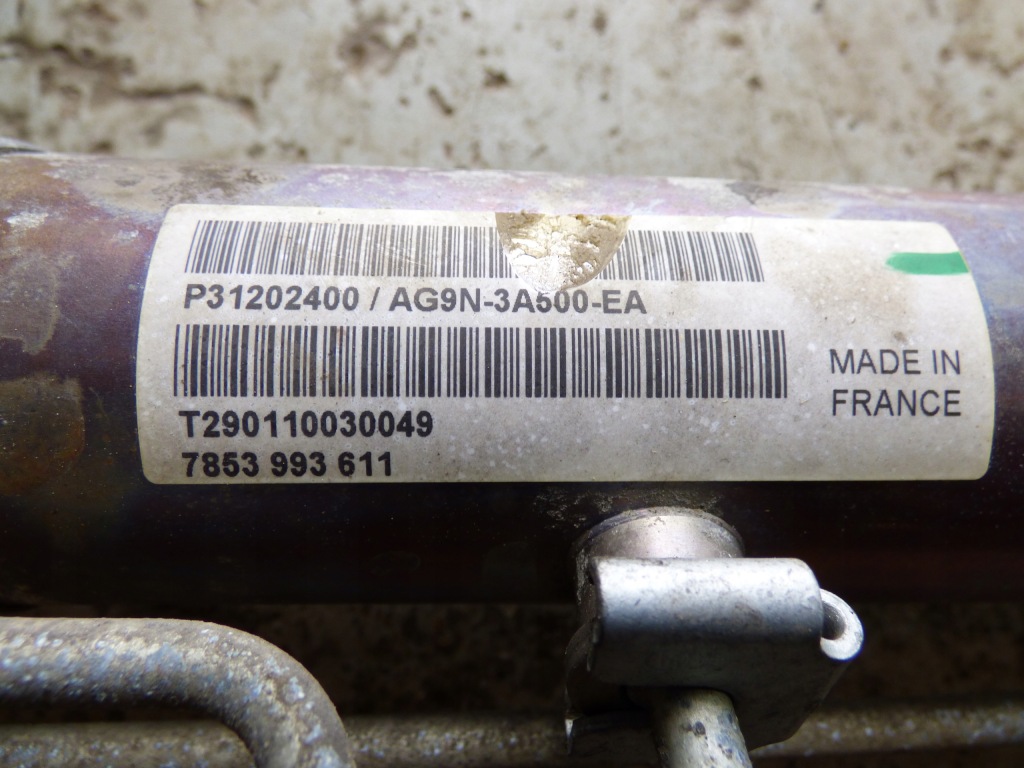 P31202400 / AG9N-3A500-EA
T290110030049
7853 993 611
MADE IN
FRANCE